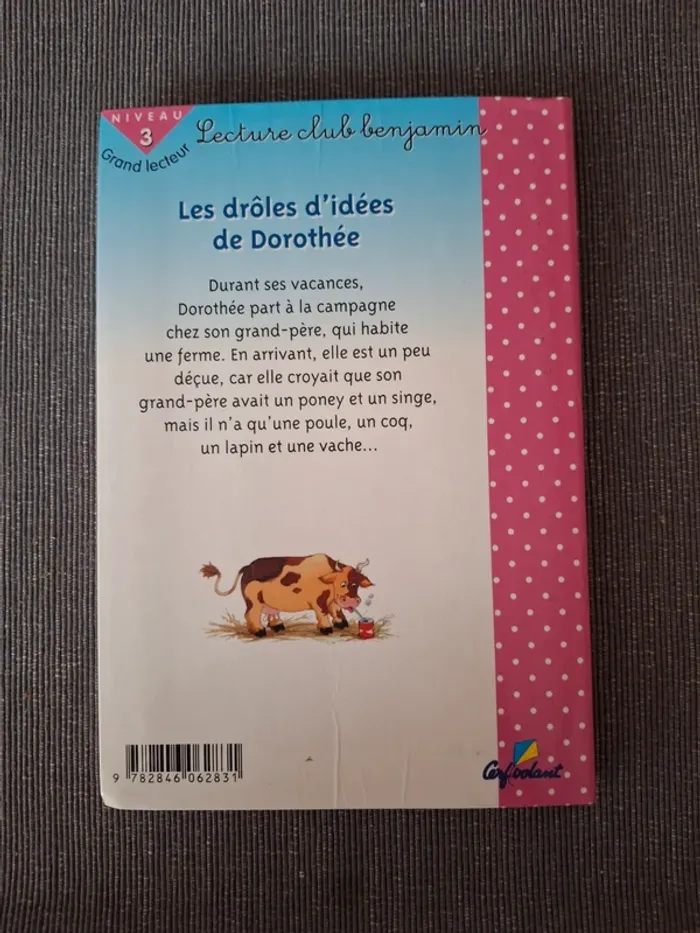 NIVEAU
3
Grand lecteur
Lecture club benjamin
Les drôles d'idées
de Dorothée
Durant ses vacances,
Dorothée part à la campagne
chez son grand-père, qui habite
une ferme. En arrivant, elle est un peu
déçue, car elle croyait que son
grand-père avait un poney et un singe,
mais il n'a qu'une poule, un coq,
un lapin et une vache...
9 782846 062831
Cerf volant